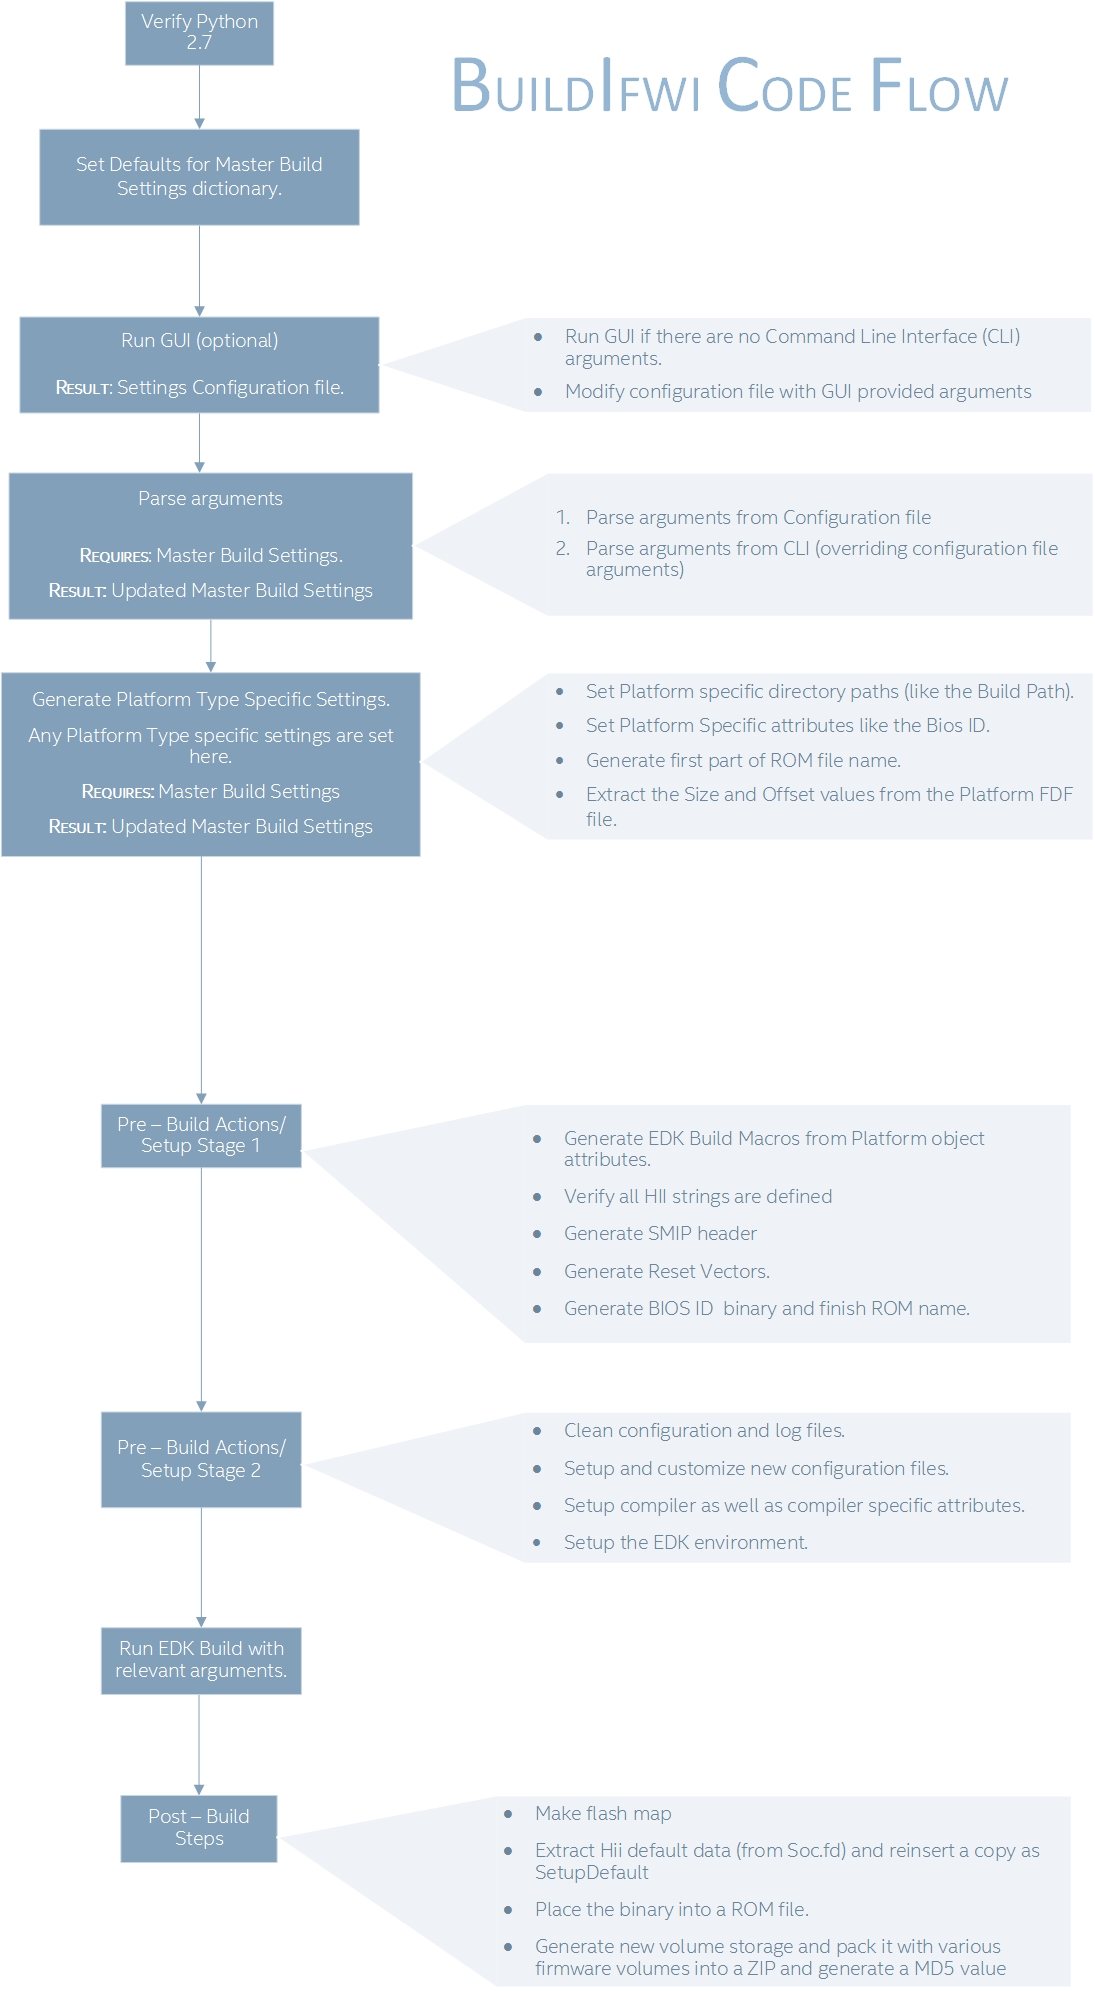 Verify Python
2.7
BUILDIFWI CODE FLOW
Set Defaults for Master Build
Settings dictionary.
Run GUI (optional)
RESULT: Settings Configuration file.
• Run GUI if there are no Command Line Interface (CLI)
arguments.
• Modify configuration file with GUI provided arguments
Parse arguments
REQUIRES: Master Build Settings.
RESULT: Updated Master Build Settings
1. Parse arguments from Configuration file
2. Parse arguments from CLI (overriding configuration file
arguments)
Generate Platform Type Specific Settings.
Any Platform Type specific settings are set
here.
REQUIRES: Master Build Settings
RESULT: Updated Master Build Settings
• Set Platform specific directory paths (like the Build Path).
• Set Platform Specific attributes like the Bios ID.
• Generate first part of ROM file name.
• Extract the Size and Offset values from the Platform FDF
file.
Pre – Build Actions/
Setup Stage 1
• Generate EDK Build Macros from Platform object
attributes.
• Verify all HII strings are defined
• Generate SMIP header
• Generate Reset Vectors.
• Generate BIOS ID  binary and finish ROM name.
Pre – Build Actions/
Setup Stage 2
• Clean configuration and log files.
• Setup and customize new configuration files.
• Setup compiler as well as compiler specific attributes.
• Setup the EDK environment.
Run EDK Build with
relevant arguments.
Post – Build
Steps
• Make flash map
• Extract Hii default data (from Soc.fd) and reinsert a copy as
SetupDefault
• Place the binary into a ROM file.
• Generate new volume storage and pack it with various
firmware volumes into a ZIP and generate a MD5 value